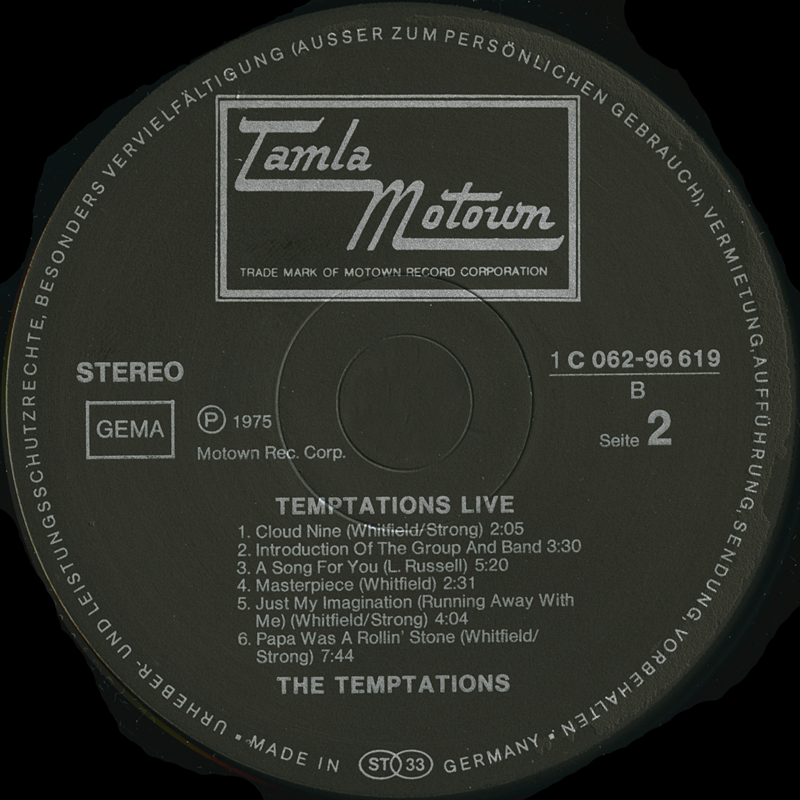 URHEBER- UND LEISTUNGSSCHUTZRECHTE, BESONDERS VERVIELFÄLTIGUNG (AUSSER ZUM PERSÖNLICHEN GEBRAUCH), VERMIETUNG, AUFFÜHRUNG, SENDUNG, VORBEHALTEN •
Tamla
Motown
TRADE MARK OF MOTOWN RECORD CORPORATION
STEREO
1 C 062-96 619
B
GEMA
Ⓟ 1975
Seite 2
Motown Rec. Corp.
TEMPTATIONS LIVE
1. Cloud Nine (Whitfield/Strong) 2:05
2. Introduction Of The Group And Band 3:30
3. A Song For You (L. Russell) 5:20
4. Masterpiece (Whitfield) 2:31
5. Just My Imagination (Running Away With
Me) (Whitfield/Strong) 4:04
6. Papa Was A Rollin' Stone (Whitfield/
Strong) 7:44
THE TEMPTATIONS
• MADE IN ST 33 GERMANY